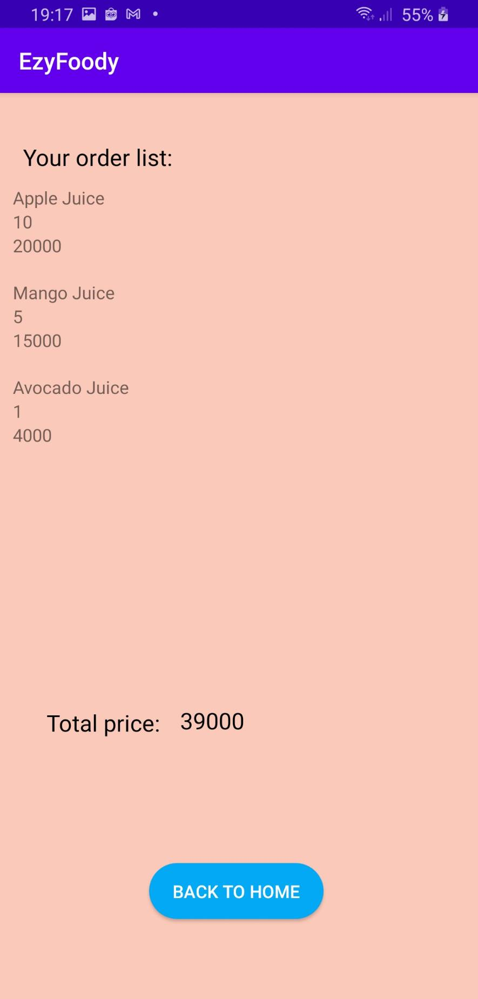 19:17
55%
EzyFoody
Your order list:
Apple Juice
10
20000
Mango Juice
5
15000
Avocado Juice
1
4000
Total price: 39000
BACK TO HOME